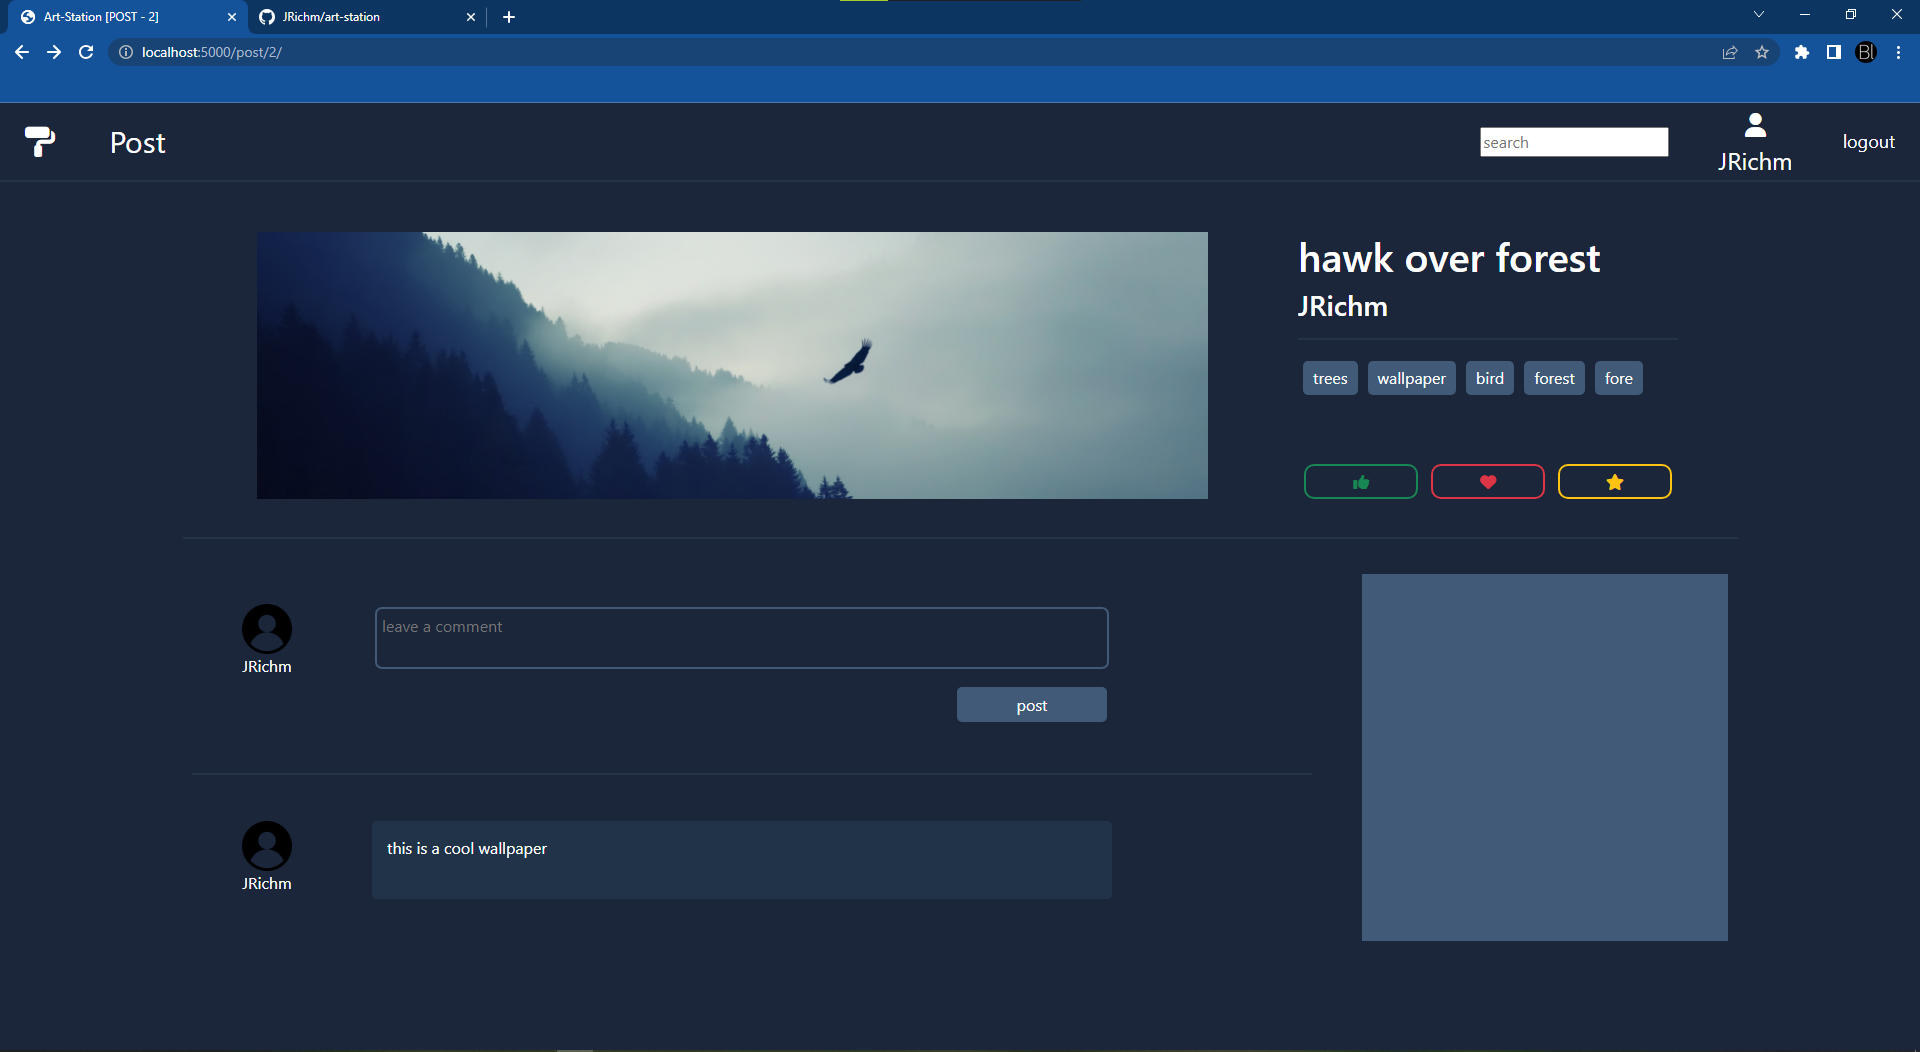 Art-Station [POST - 2]
JRichm/art-station
localhost:5000/post/2/
Bl
Post
search
JRichm
logout
hawk over forest
JRichm
trees wallpaper bird forest fore
leave a comment
JRichm
post
this is a cool wallpaper
JRichm